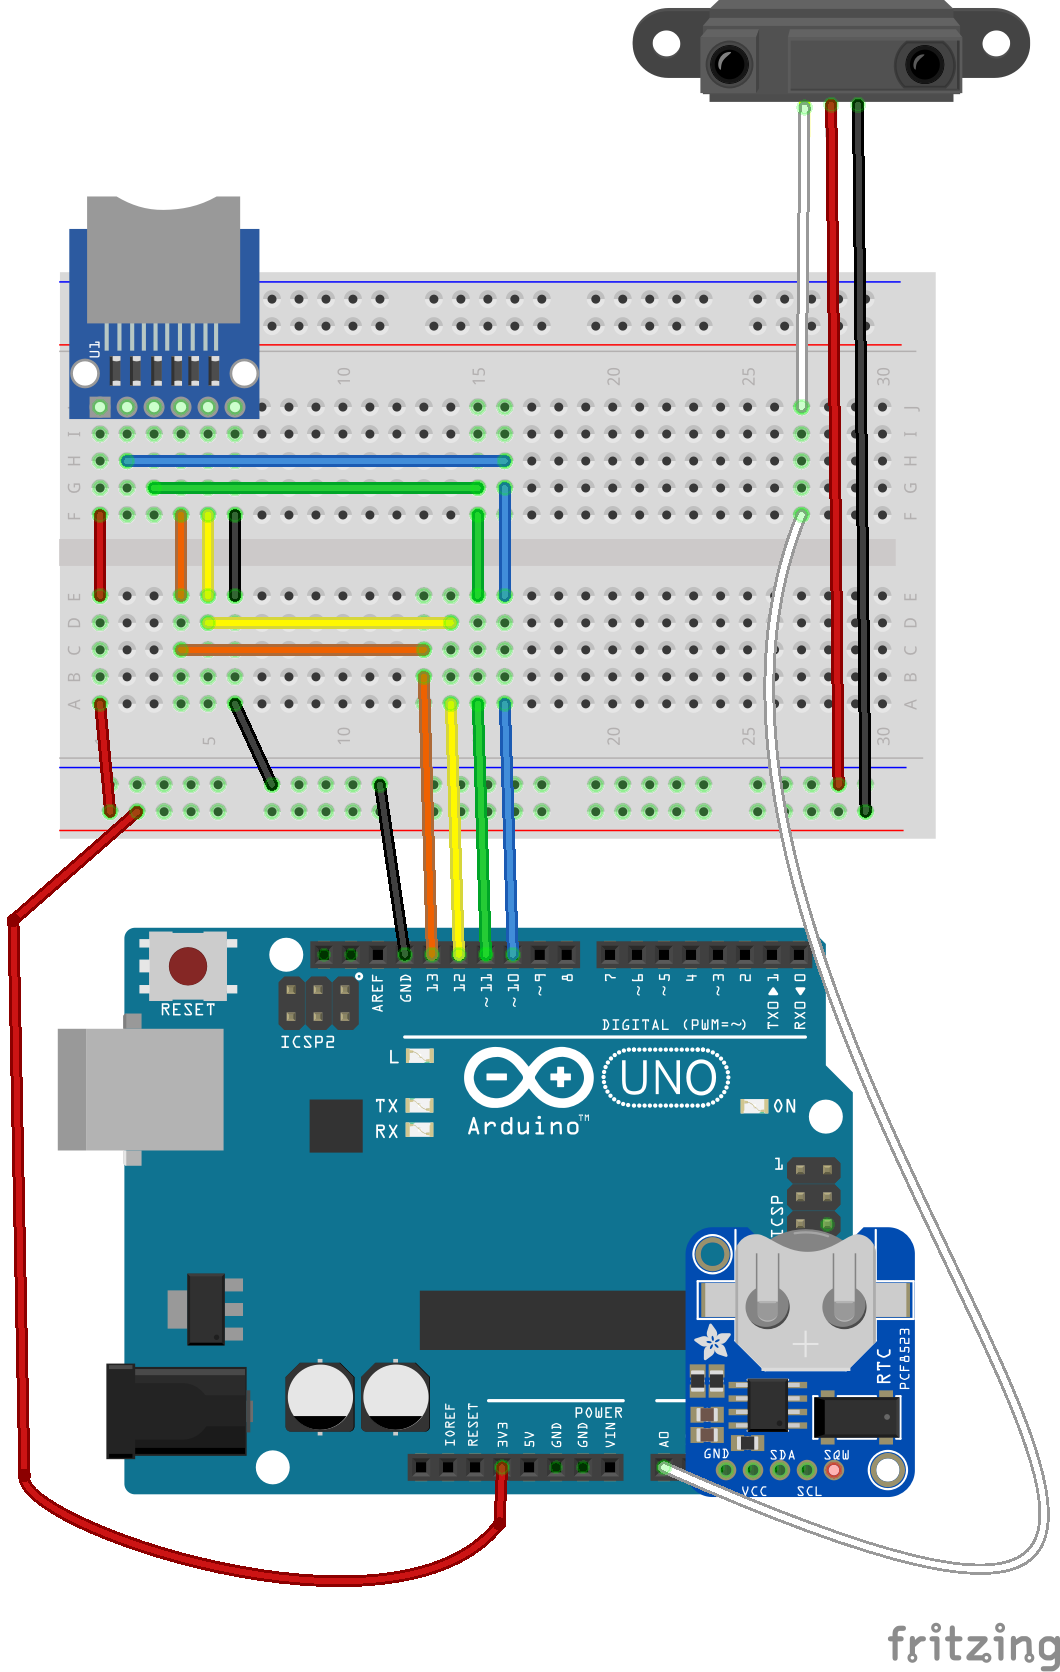 U1
10 15 20 25 30
J
I
H
G
F
E
D
C
B
A
J
I
H
G
F
E
D
C
B
A
5 10 20 25 30
RESET
ICSP2
AREF
GND
13
12
~11
~10
~9
8
7
~6
~5
4
~3
2
TX0▶1
RX0◀0
DIGITAL (PWM=~)
L
TX
RX
Arduino™
UNO
ON
1
ICSP
IOREF
RESET
3V3
5V
GND
GND
VIN
POWER
A0
RTC
PCF8523
GND
VCC
SDA
SCL
SQW
fritzing